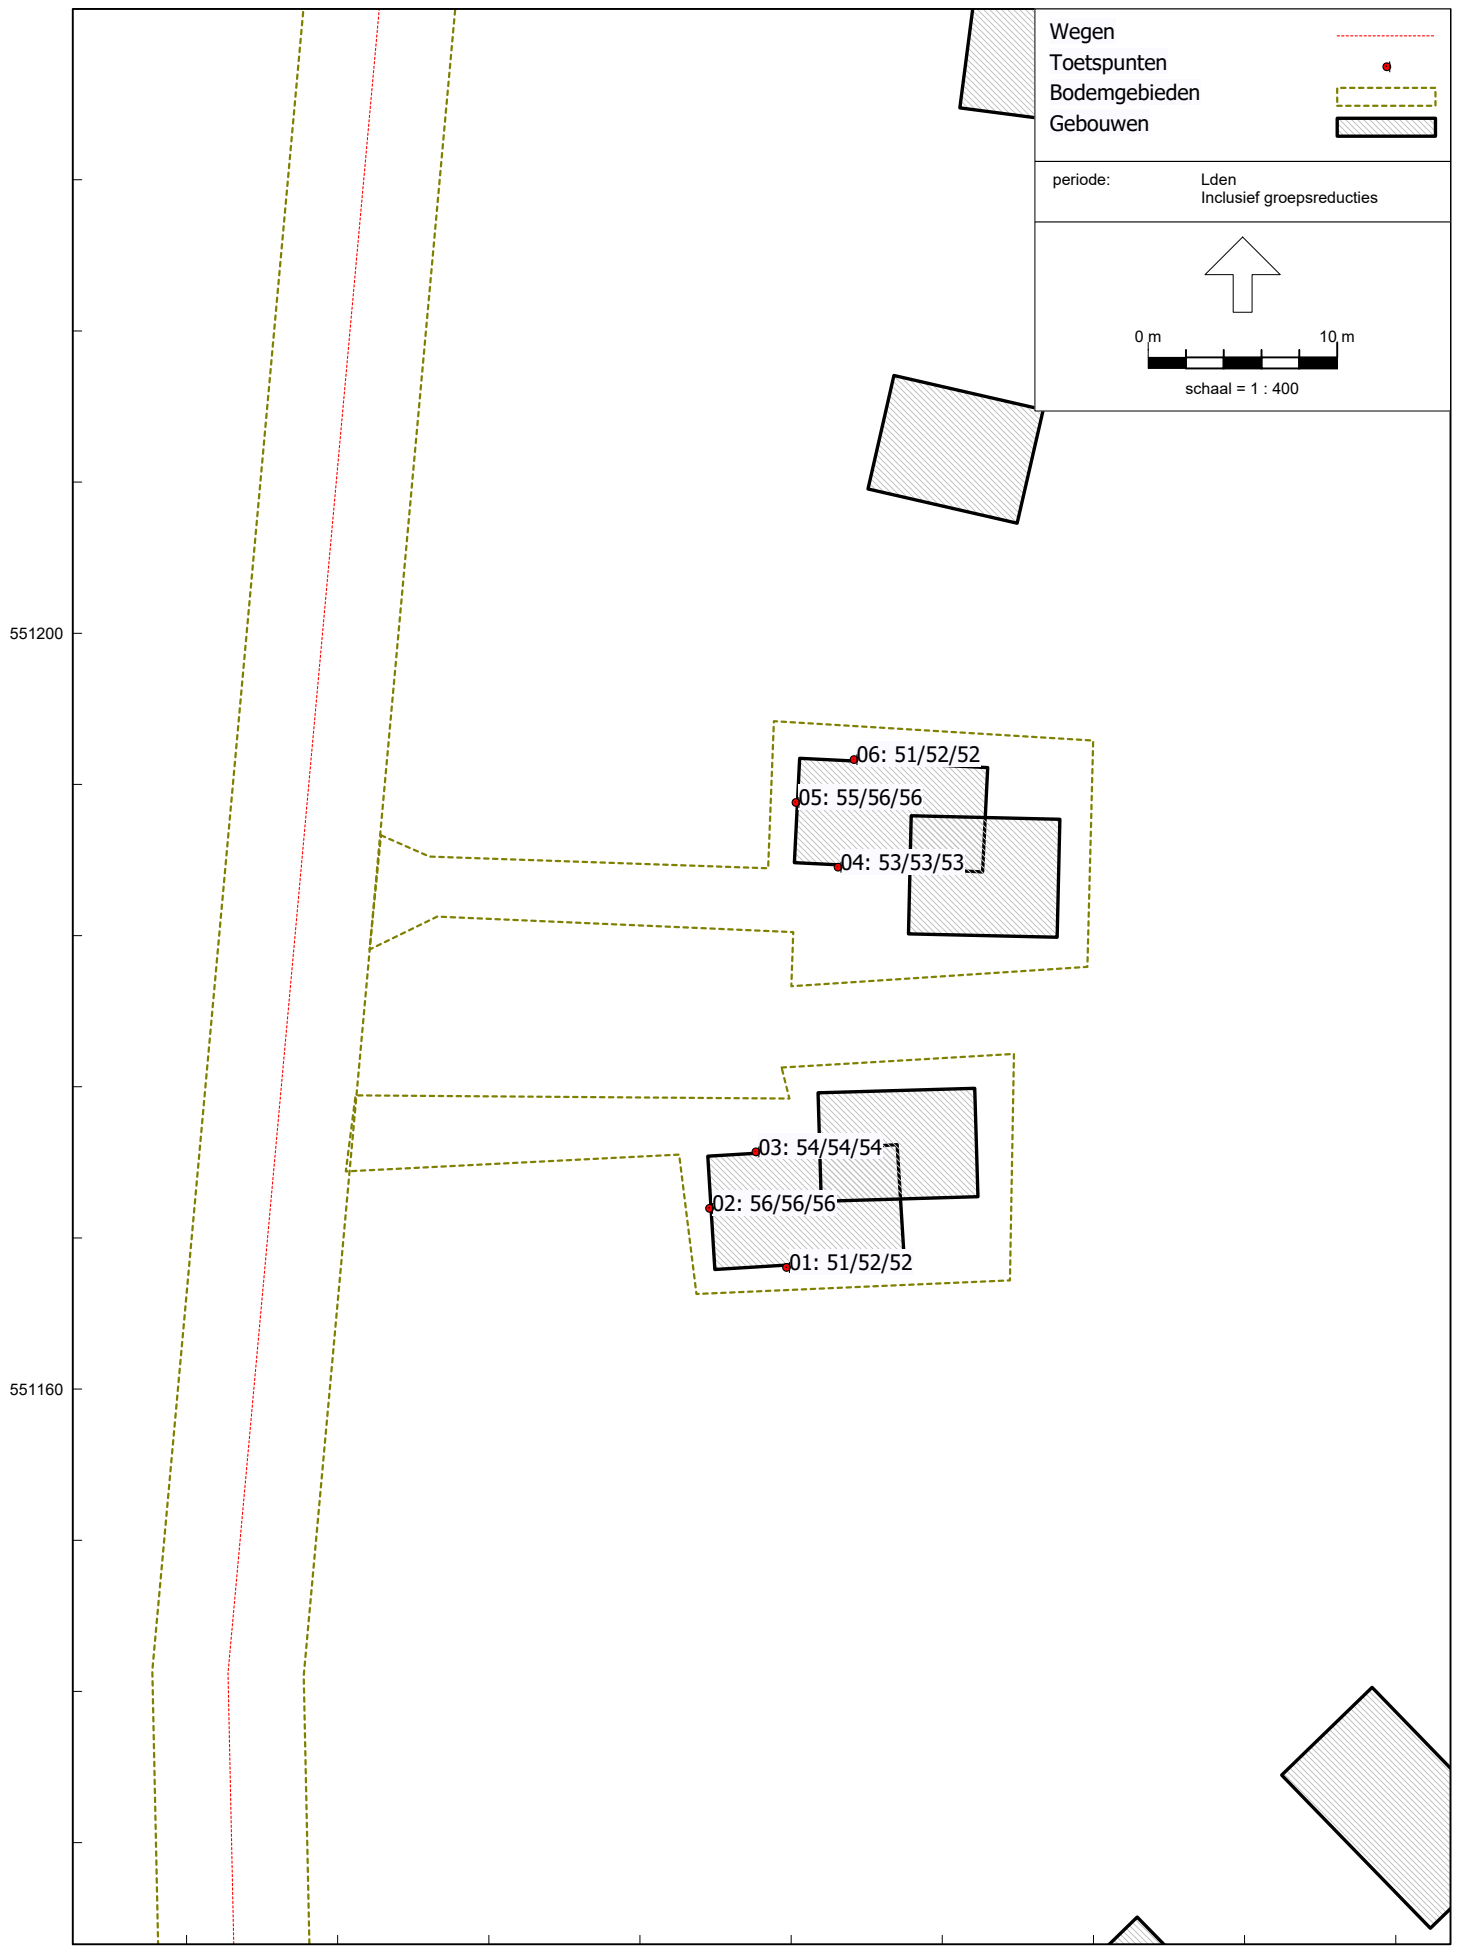 Wegen
Toetspunten
Bodemgebieden
Gebouwen
periode: Lden
Inclusief groepsreducties
0 m 10 m
schaal = 1 : 400
551200
06: 51/52/52
05: 55/56/56
04: 53/53/53
03: 54/54/54
02: 56/56/56
01: 51/52/52
551160